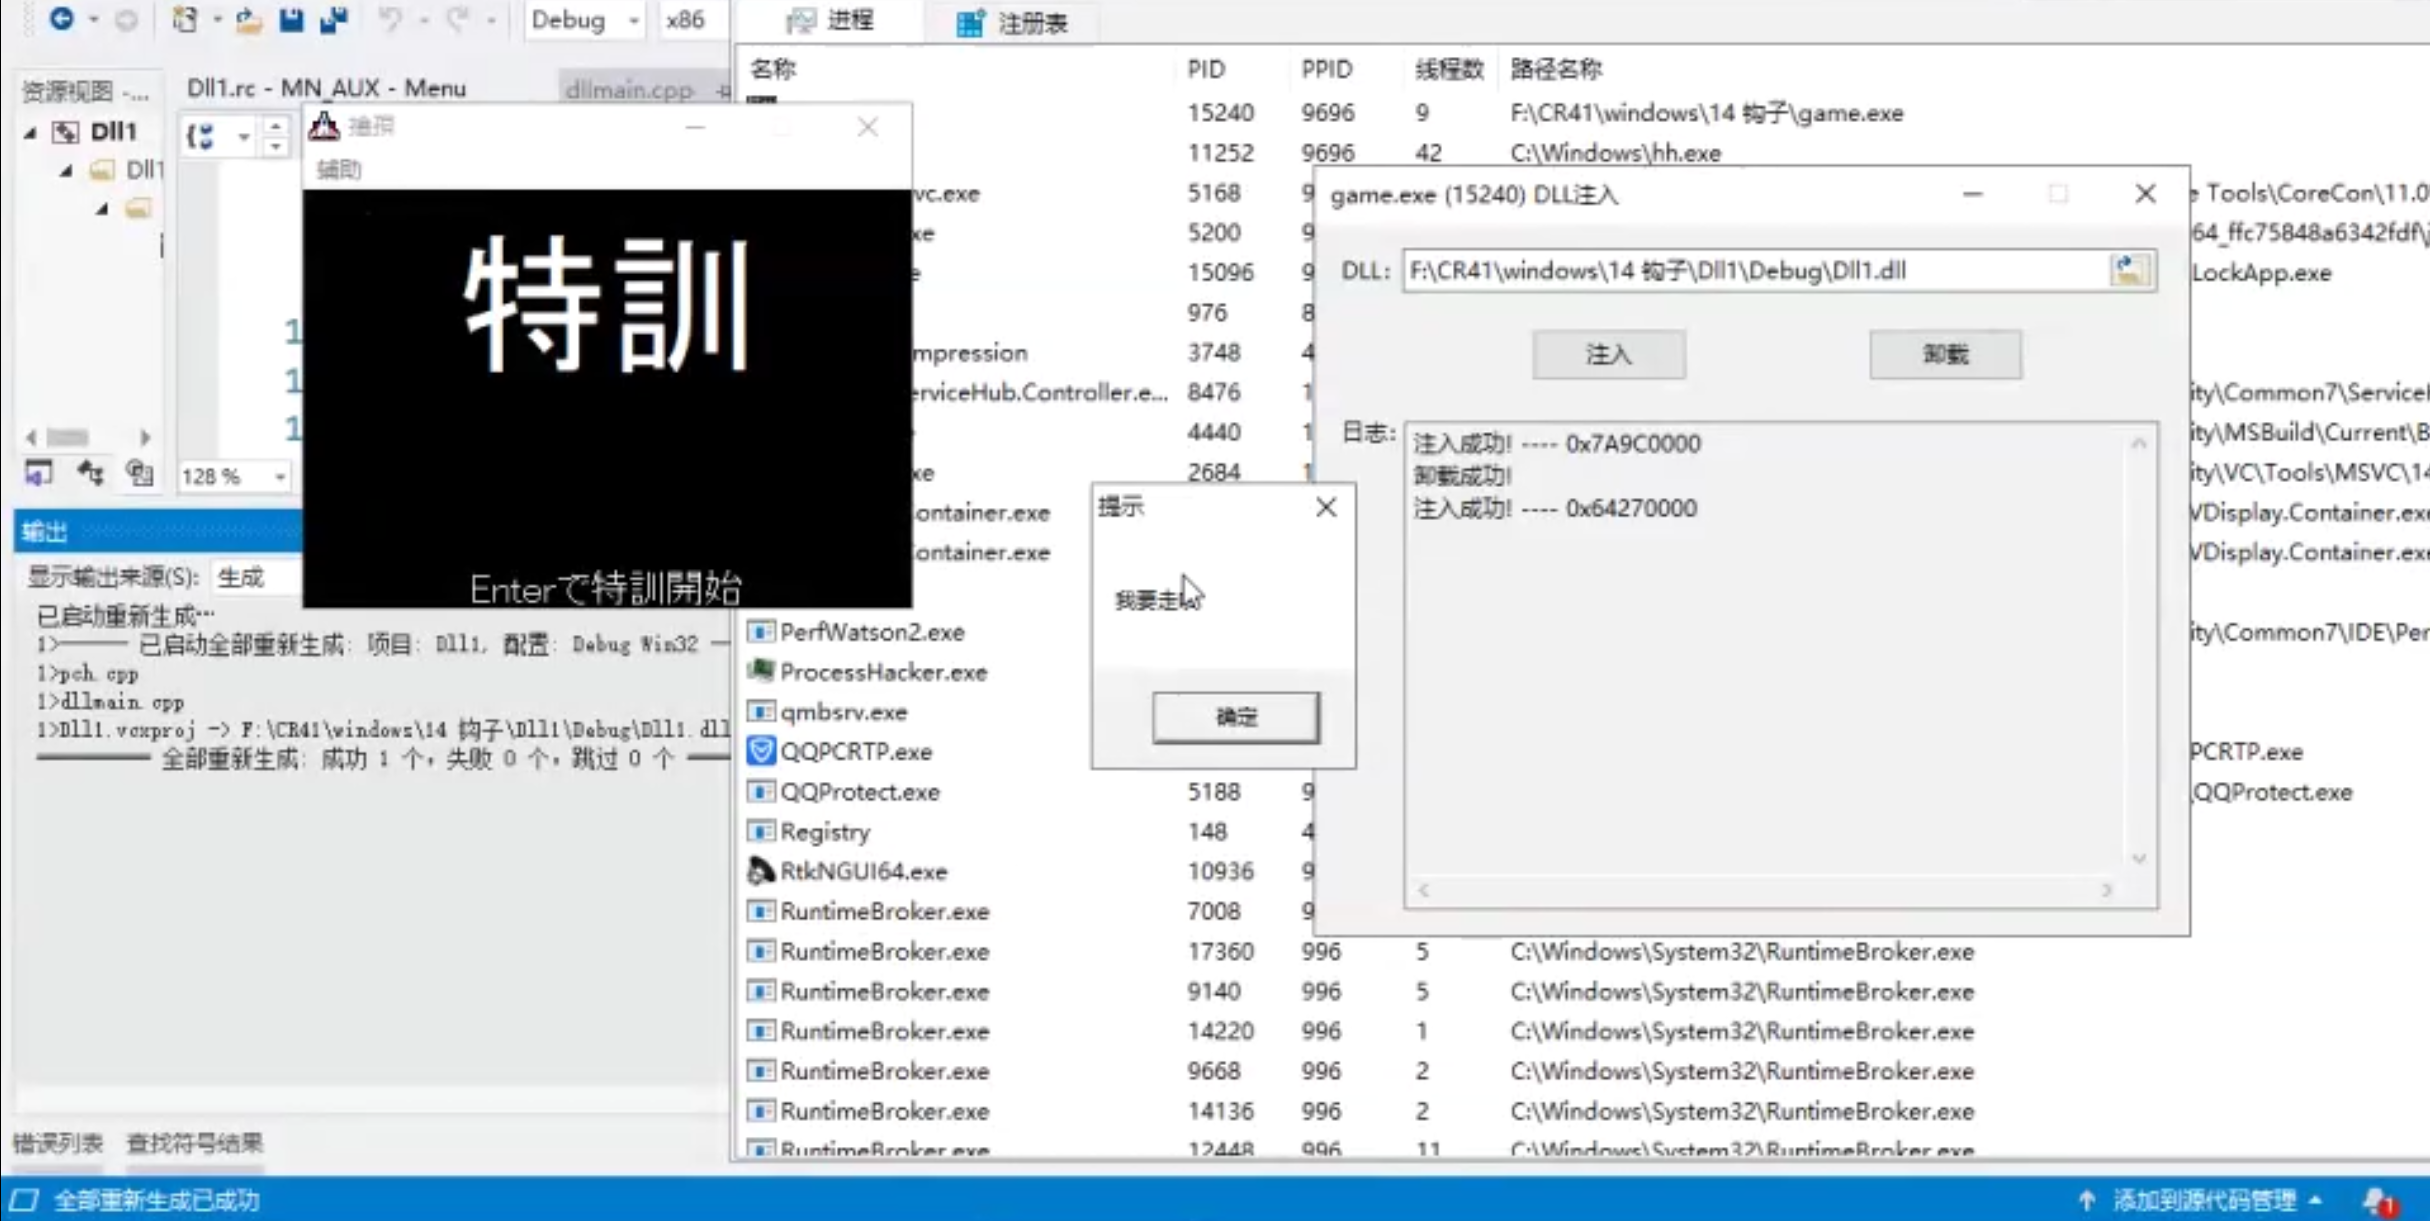 Debug
x86
进程
注册表
资源视图 -...
Dll1.rc - MN_AUX - Menu
dllmain.cpp
Dll1
Dll1
128 %
辅助
特訓
Enterで特訓開始
名称 PID PPID 线程数 路径名称
15240 9696 9 F:\CR41\windows\14 钩子\game.exe
11252 9696 42 C:\Windows\hh.exe
vc.exe 5168 9 e Tools\CoreCon\11.0
xe 5200 9 64_ffc75848a6342fdf\i
e 15096 9 LockApp.exe
976 8
mpression 3748 4
erviceHub.Controller.e... 8476 1 ity\Common7\ServiceH
4440 1 ity\MSBuild\Current\B
xe 2684 1 ity\VC\Tools\MSVC\14
ontainer.exe VDisplay.Container.exe
ontainer.exe VDisplay.Container.exe
PerfWatson2.exe ity\Common7\IDE\Per
ProcessHacker.exe
qmbsrv.exe
QQPCRTP.exe PCRTP.exe
QQProtect.exe 5188 9 QQProtect.exe
Registry 148 4
RtkNGUI64.exe 10936 9
RuntimeBroker.exe 7008 9
RuntimeBroker.exe 17360 996 5 C:\Windows\System32\RuntimeBroker.exe
RuntimeBroker.exe 9140 996 5 C:\Windows\System32\RuntimeBroker.exe
RuntimeBroker.exe 14220 996 1 C:\Windows\System32\RuntimeBroker.exe
RuntimeBroker.exe 9668 996 2 C:\Windows\System32\RuntimeBroker.exe
RuntimeBroker.exe 14136 996 2 C:\Windows\System32\RuntimeBroker.exe
RuntimeBroker.exe 12448 996 11 C:\Windows\System32\RuntimeBroker.exe
game.exe (15240) DLL注入
DLL: F:\CR41\windows\14 钩子\Dll1\Debug\Dll1.dll
注入
卸载
日志:
注入成功! ---- 0x7A9C0000
卸载成功!
注入成功! ---- 0x64270000
提示
我要走
确定
输出
显示输出来源(S): 生成
已启动重新生成…
1>------ 已启动全部重新生成: 项目: Dll1, 配置: Debug Win32 --
1>pch.cpp
1>dllmain.cpp
1>Dll1.vcxproj -> F:\CR41\windows\14 钩子\Dll1\Debug\Dll1.dll
========== 全部重新生成: 成功 1 个，失败 0 个，跳过 0 个 ====
错误列表 查找符号结果
全部重新生成已成功
添加到源代码管理
1